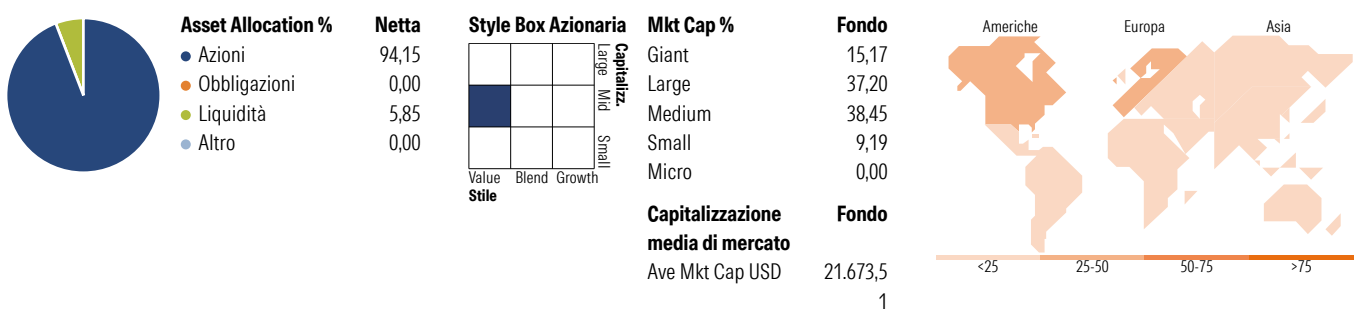 Asset Allocation % Netta
Azioni 94,15
Obbligazioni 0,00
Liquidità 5,85
Altro 0,00
Style Box Azionaria
Capitalizz.
Large
Mid
Small
Value Blend Growth
Stile
Mkt Cap % Fondo
Giant 15,17
Large 37,20
Medium 38,45
Small 9,19
Micro 0,00
Capitalizzazione Fondo
media di mercato
Ave Mkt Cap USD 21.673,5
1
Americhe Europa Asia
<25 25-50 50-75 >75